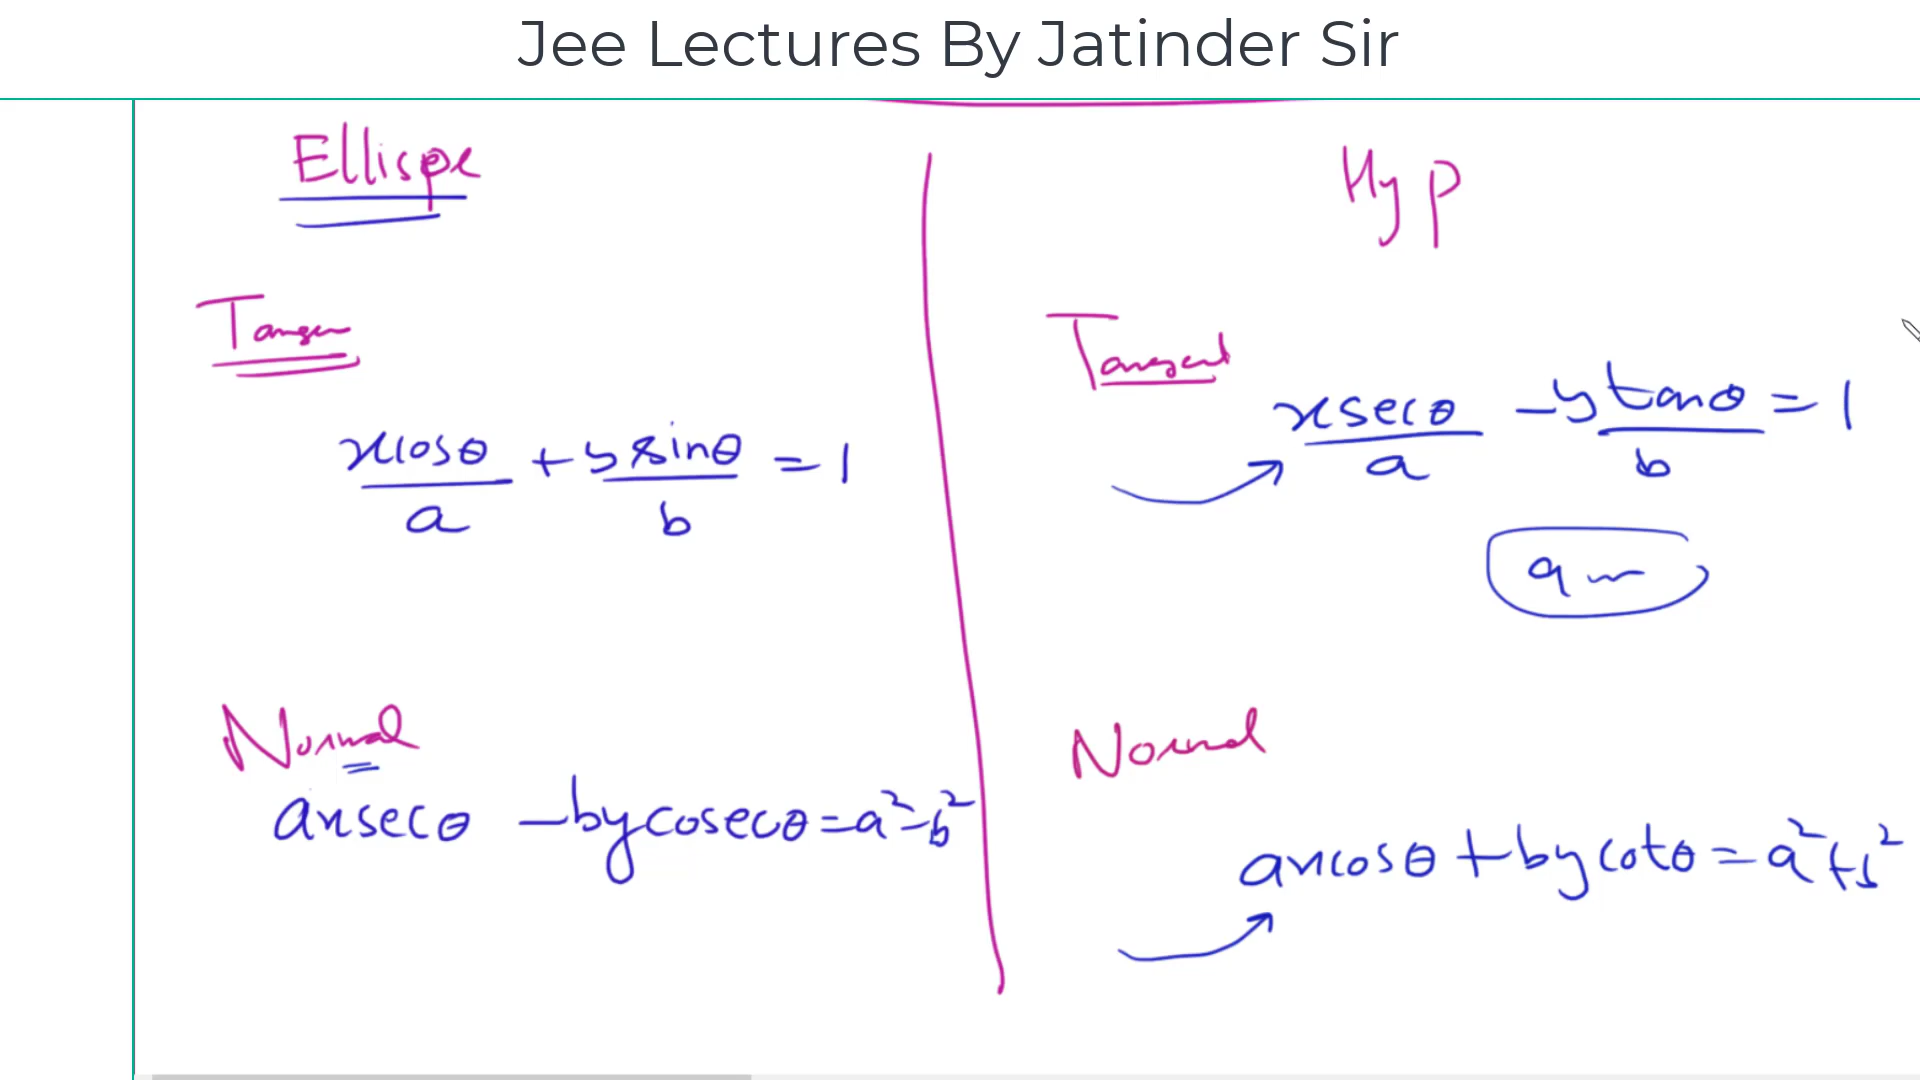 Jee Lectures By Jatinder Sir
Ellispe
Tangen
xcosθ/a + ysinθ/b = 1
Normal
axsecθ - bycosecθ = a² - b²
Hyp
Tangent
xsecθ/a - ytanθ/b = 1
Normal
axcosθ + bycotθ = a² + b²